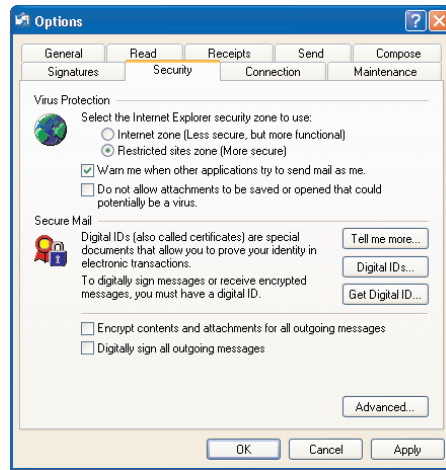 Options
General Read Receipts Send Compose
Signatures Security Connection Maintenance
Virus Protection
Select the Internet Explorer security zone to use:
Internet zone (Less secure, but more functional)
Restricted sites zone (More secure)
Warn me when other applications try to send mail as me.
Do not allow attachments to be saved or opened that could
potentially be a virus.
Secure Mail
Digital IDs (also called certificates) are special
documents that allow you to prove your identity in
electronic transactions.
Tell me more...
Digital IDs...
To digitally sign messages or receive encrypted
messages, you must have a digital ID.
Get Digital ID...
Encrypt contents and attachments for all outgoing messages
Digitally sign all outgoing messages
Advanced...
OK Cancel Apply